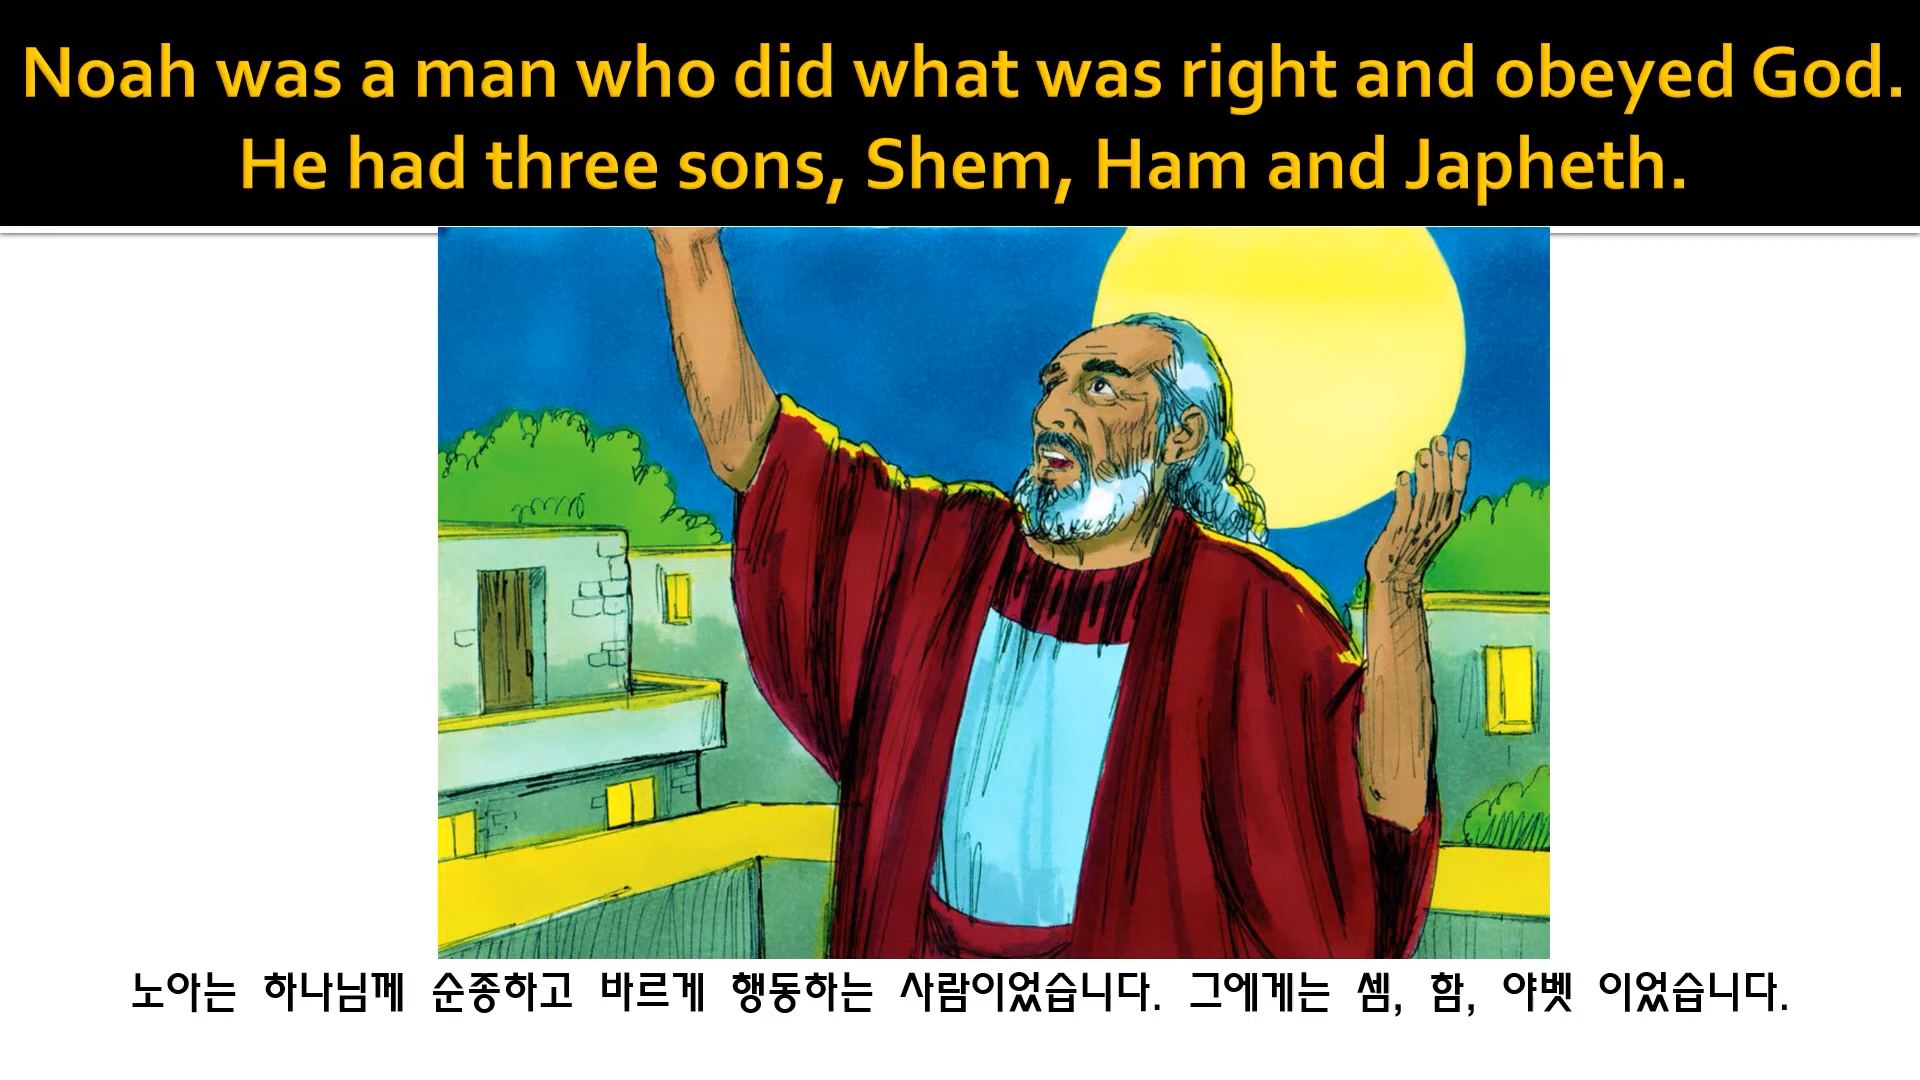 Noah was a man who did what was right and obeyed God.
He had three sons, Shem, Ham and Japheth.
노아는 하나님께 순종하고 바르게 행동하는 사람이었습니다. 그에게는 셈, 함, 야벳 이었습니다.